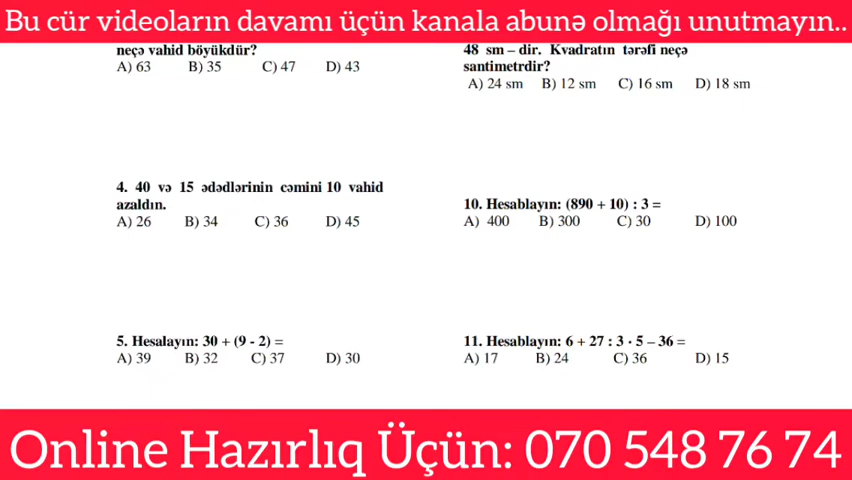 Bu cür videoların davamı üçün kanala abunə olmağı unutmayın..
neçə vahid böyükdür?
A) 63 B) 35 C) 47 D) 43
4. 40 və 15 ədədlərinin cəmini 10 vahid
azaldın.
A) 26 B) 34 C) 36 D) 45
5. Hesalayın: 30 + (9 - 2) =
A) 39 B) 32 C) 37 D) 30
48 sm – dir. Kvadratın tərəfi neçə
santimetrdir?
A) 24 sm B) 12 sm C) 16 sm D) 18 sm
10. Hesablayın: (890 + 10) : 3 =
A) 400 B) 300 C) 30 D) 100
11. Hesablayın: 6 + 27 : 3 · 5 – 36 =
A) 17 B) 24 C) 36 D) 15
Online Hazırlıq Üçün: 070 548 76 74